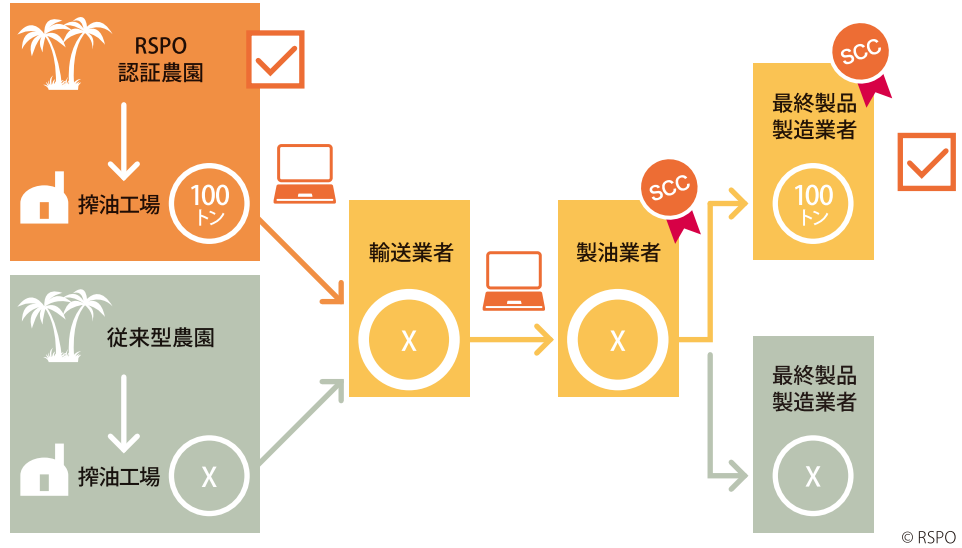 RSPO
認証農園
搾油工場
100
トン
従来型農園
搾油工場
X
輸送業者
X
製油業者
X
SCC
最終製品
製造業者
100
トン
SCC
最終製品
製造業者
X
© RSPO